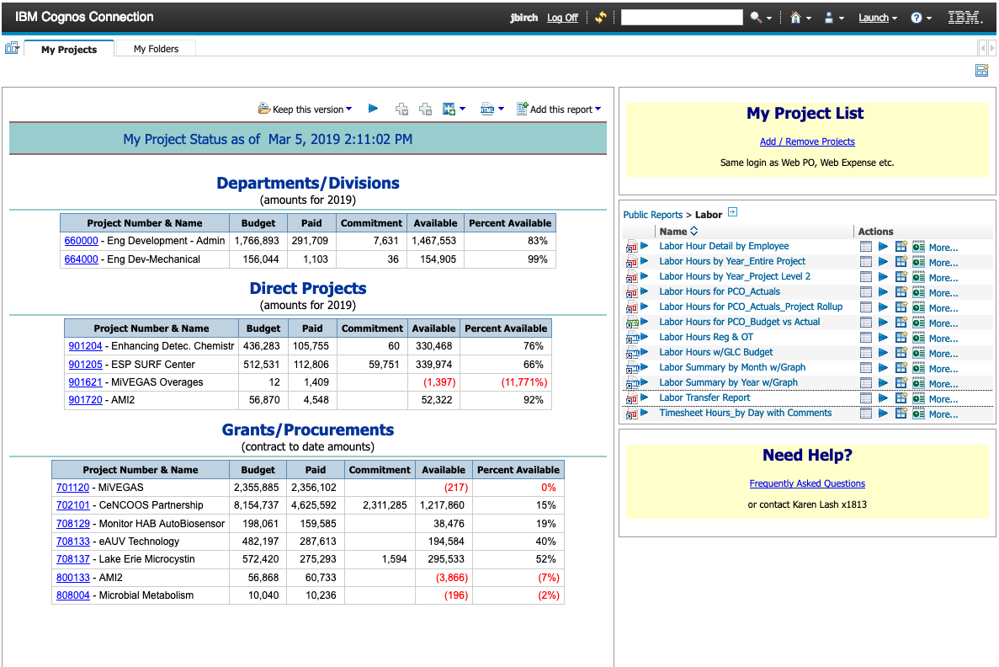 IBM Cognos Connection
jbirch Log Off Launch IBM.
My Projects My Folders
Keep this version Add this report
My Project Status as of Mar 5, 2019 2:11:02 PM
Departments/Divisions
(amounts for 2019)
Project Number & Name Budget Paid Commitment Available Percent Available
660000 - Eng Development - Admin 1,766,893 291,709 7,631 1,467,553 83%
664000 - Eng Dev-Mechanical 156,044 1,103 36 154,905 99%
Direct Projects
(amounts for 2019)
Project Number & Name Budget Paid Commitment Available Percent Available
901204 - Enhancing Detec. Chemistr 436,283 105,755 60 330,468 76%
901205 - ESP SURF Center 512,531 112,806 59,751 339,974 66%
901621 - MiVEGAS Overages 12 1,409 (1,397) (11,771%)
901720 - AMI2 56,870 4,548 52,322 92%
Grants/Procurements
(contract to date amounts)
Project Number & Name Budget Paid Commitment Available Percent Available
701120 - MiVEGAS 2,355,885 2,356,102 (217) 0%
702101 - CeNCOOS Partnership 8,154,737 4,625,592 2,311,285 1,217,860 15%
708129 - Monitor HAB AutoBiosensor 198,061 159,585 38,476 19%
708133 - eAUV Technology 482,197 287,613 194,584 40%
708137 - Lake Erie Microcystin 572,420 275,293 1,594 295,533 52%
800133 - AMI2 56,868 60,733 (3,866) (7%)
808004 - Microbial Metabolism 10,040 10,236 (196) (2%)
My Project List
Add / Remove Projects
Same login as Web PO, Web Expense etc.
Public Reports > Labor
Name Actions
Labor Hour Detail by Employee More...
Labor Hours by Year_Entire Project More...
Labor Hours by Year_Project Level 2 More...
Labor Hours for PCO_Actuals More...
Labor Hours for PCO_Actuals_Project Rollup More...
Labor Hours for PCO_Budget vs Actual More...
Labor Hours Reg & OT More...
Labor Hours w/GLC Budget More...
Labor Summary by Month w/Graph More...
Labor Summary by Year w/Graph More...
Labor Transfer Report More...
Timesheet Hours_by Day with Comments More...
Need Help?
Frequently Asked Questions
or contact Karen Lash x1813